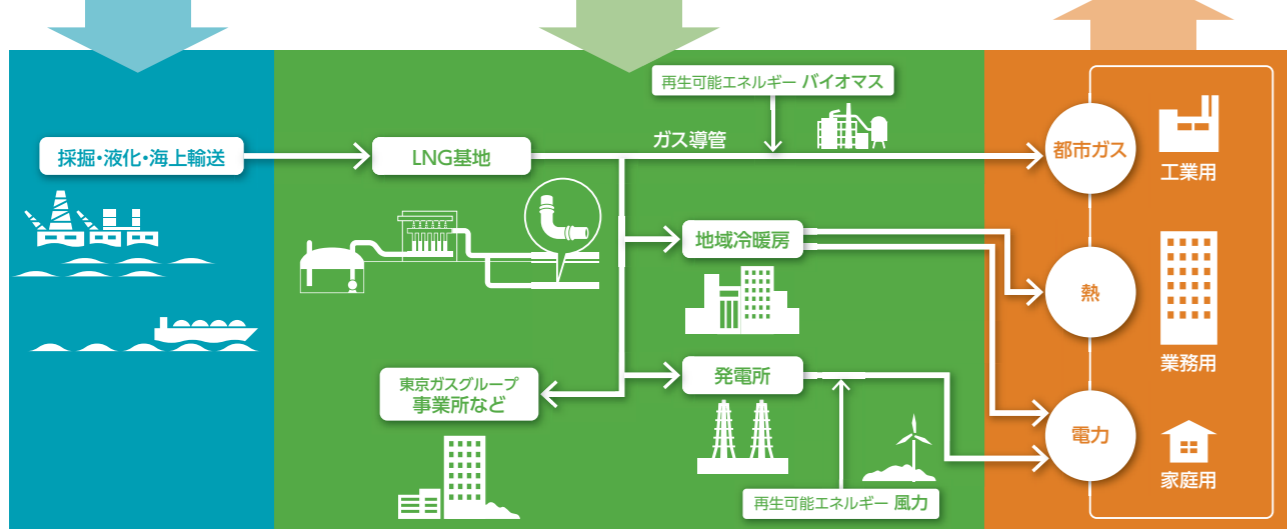 再生可能エネルギー バイオマス
ガス導管
採掘・液化・海上輸送
LNG基地
都市ガス
工業用
地域冷暖房
熱
業務用
東京ガスグループ
事業所など
発電所
電力
家庭用
再生可能エネルギー 風力